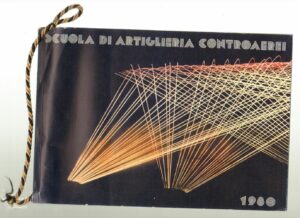 SCUOLA DI ARTIGLIERIA CONTROAEREI
1980